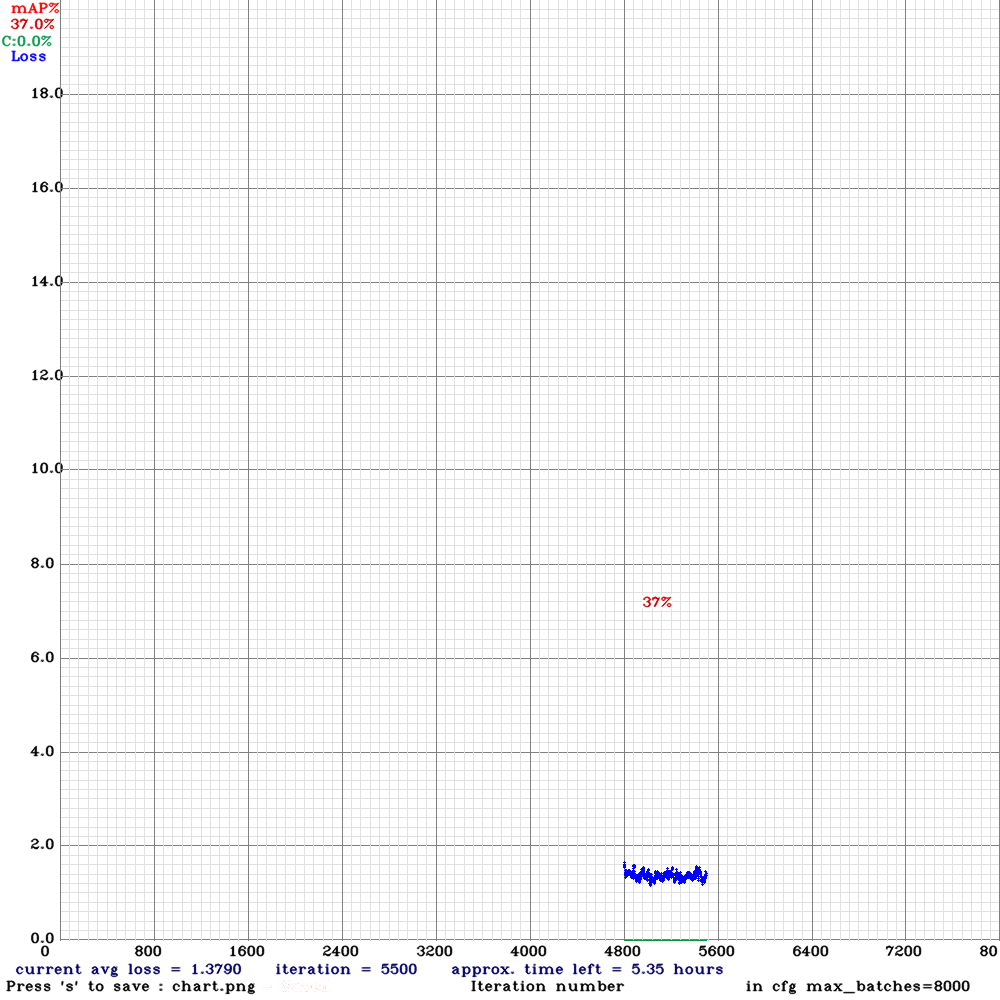 mAP%
37.0%
C:0.0%
Loss
18.0
16.0
14.0
12.0
10.0
8.0
37%
6.0
4.0
2.0
0.0
0 800 1600 2400 3200 4000 4800 5600 6400 7200 80
current avg loss = 1.3790 iteration = 5500 approx. time left = 5.35 hours
Press 's' to save : chart.png Iteration number in cfg max_batches=8000